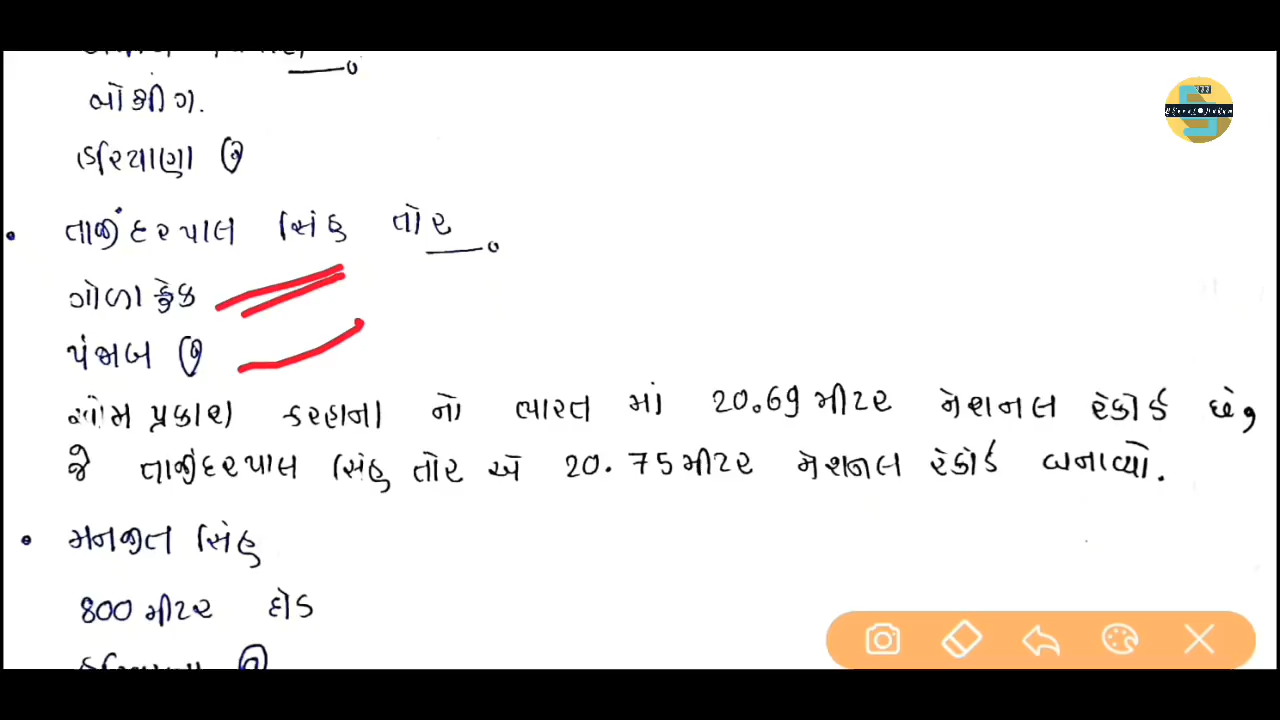 બોક્ષીંગ.
હરિયાણા
તાજીંદરપાલ સિંહ તોર
ગોળા ફેંક
પંજાબ
ઓમ પ્રકાશ કરહાના નો ભારત માં 20.69 મીટર નેશનલ રેકોર્ડ છે,
જે તાજીંદરપાલ સિંહ તોર એ 20.75 મીટર નેશનલ રેકોર્ડ બનાવ્યો.
મનજીત સિંહ
800 મીટર દોડ
હરિયાણા